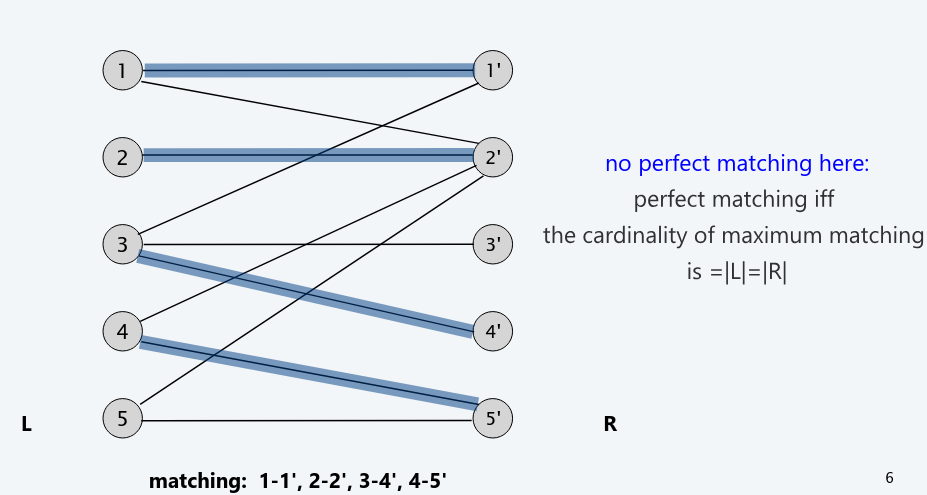 1
1'
2
2'
3
3'
4
4'
5
5'
L
R
no perfect matching here:
perfect matching iff
the cardinality of maximum matching
is =|L|=|R|
matching:  1-1', 2-2', 3-4', 4-5'
6